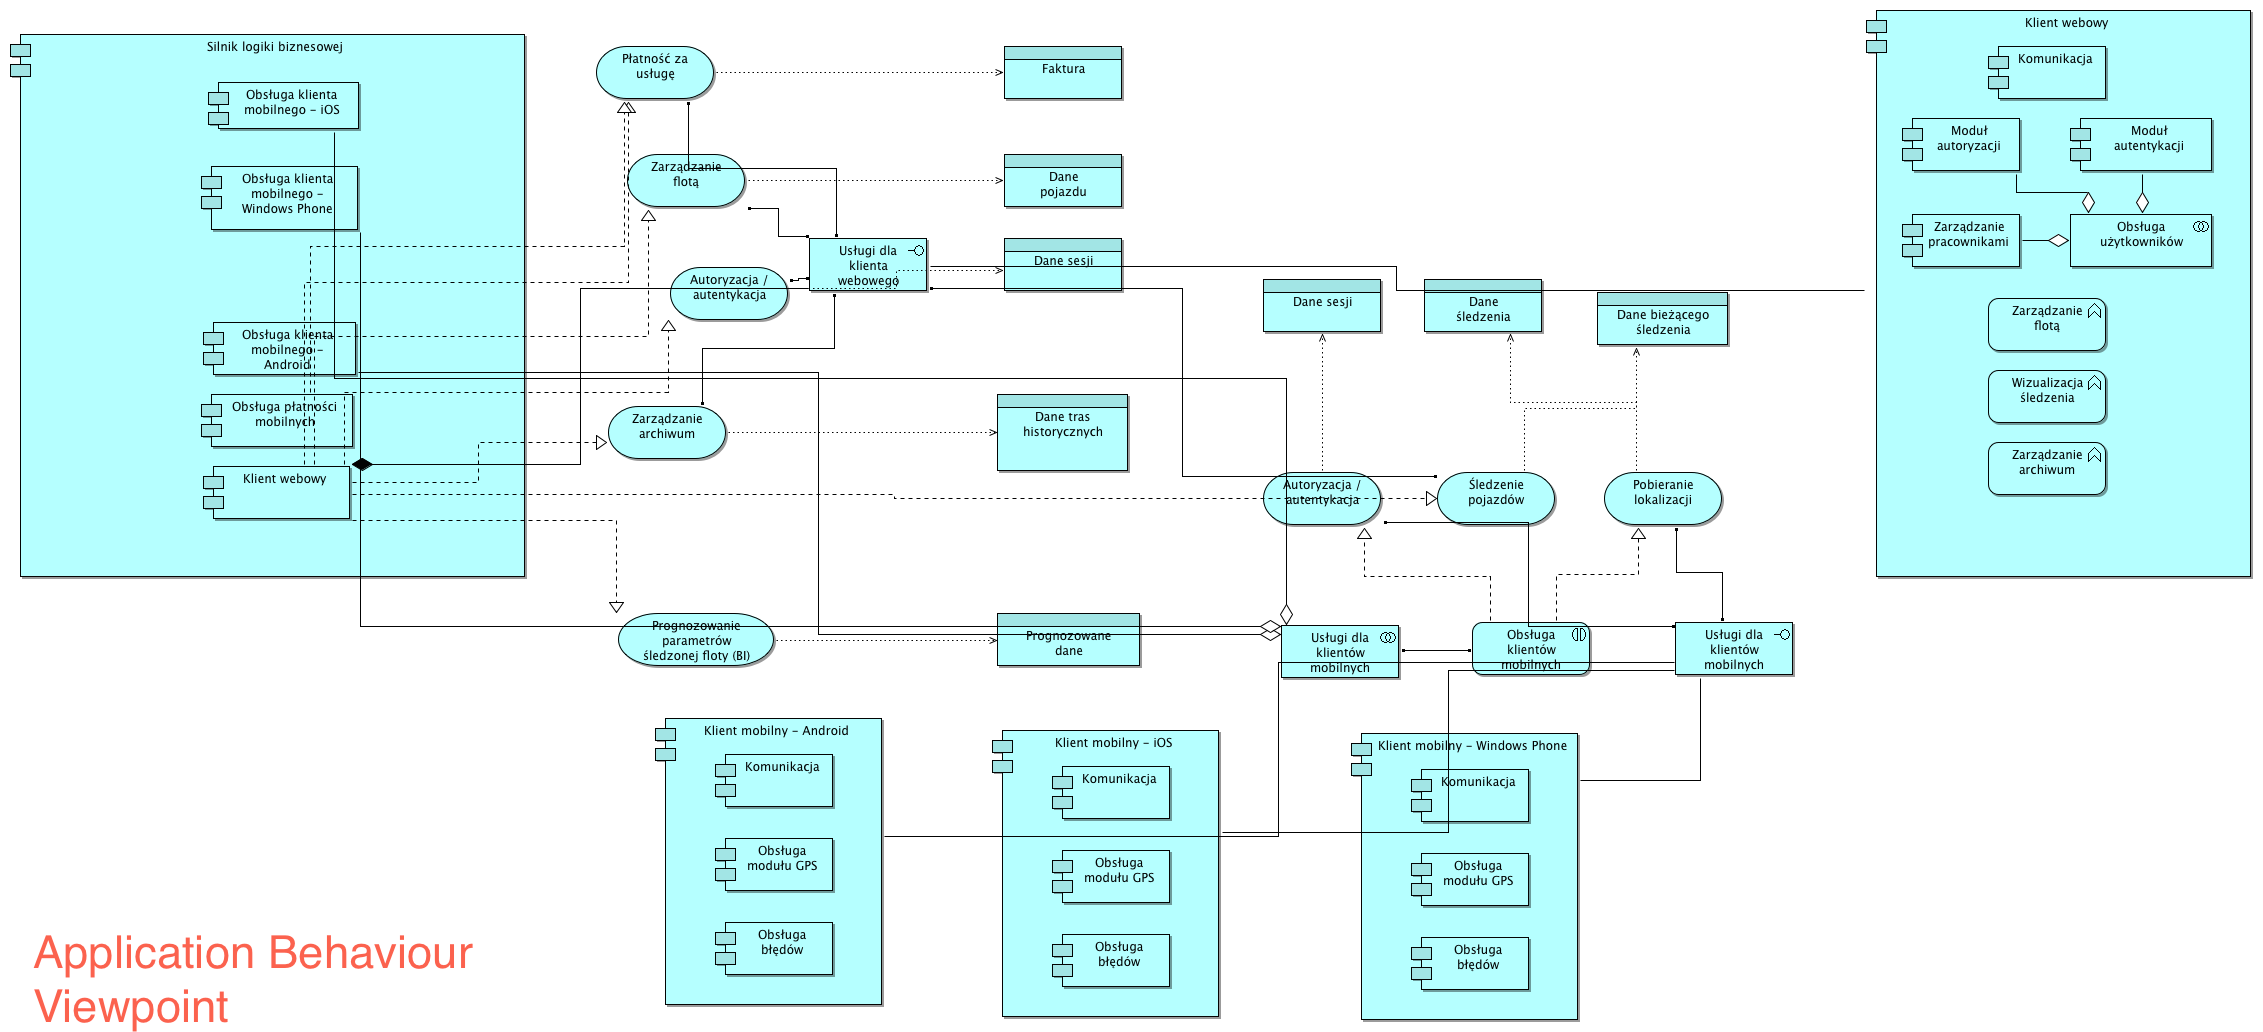 Silnik logiki biznesowej
Obsługa klienta
mobilnego – iOS
Obsługa klienta
mobilnego –
Windows Phone
Obsługa klienta
mobilnego –
Android
Obsługa płatności
mobilnych
Klient webowy
Płatność za
usługę
Zarządzanie
flotą
Autoryzacja /
autentykacja
Zarządzanie
archiwum
Prognozowanie
parametrów
śledzonej floty (BI)
Usługi dla
klienta
webowego
Faktura
Dane
pojazdu
Dane sesji
Dane tras
historycznych
Prognozowane
dane
Dane sesji
Dane
śledzenia
Dane bieżącego
śledzenia
Autoryzacja /
autentykacja
Śledzenie
pojazdów
Pobieranie
lokalizacji
Usługi dla
klientów
mobilnych
Obsługa
klientów
mobilnych
Usługi dla
klientów
mobilnych
Klient webowy
Komunikacja
Moduł
autoryzacji
Moduł
autentykacji
Zarządzanie
pracownikami
Obsługa
użytkowników
Zarządzanie
flotą
Wizualizacja
śledzenia
Zarządzanie
archiwum
Klient mobilny – Android
Komunikacja
Obsługa
modułu GPS
Obsługa
błędów
Klient mobilny – iOS
Komunikacja
Obsługa
modułu GPS
Obsługa
błędów
Klient mobilny – Windows Phone
Komunikacja
Obsługa
modułu GPS
Obsługa
błędów
Application Behaviour
Viewpoint